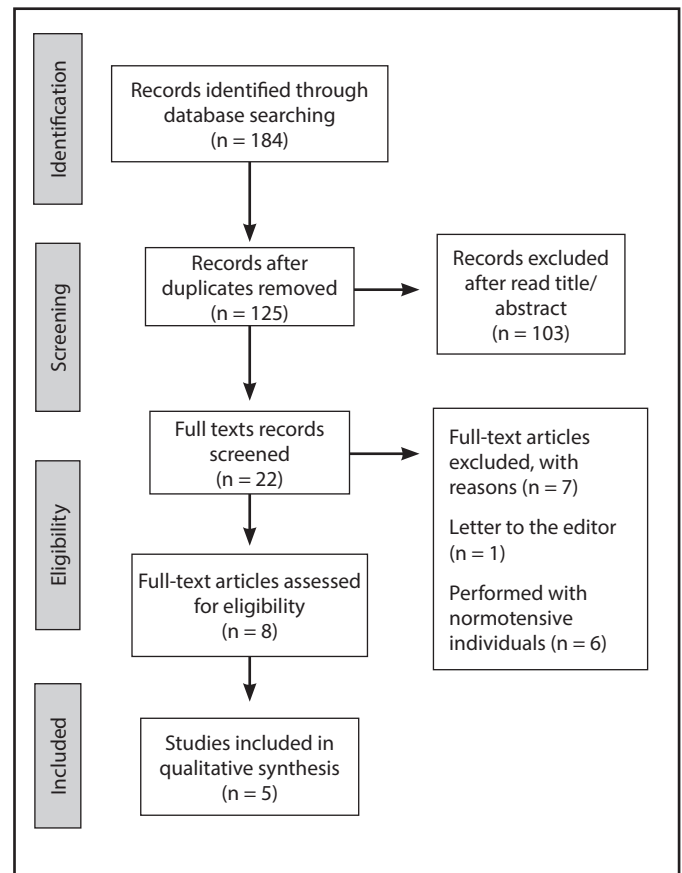 Identification
Records identified through
database searching
(n = 184)
Screening
Records after
duplicates removed
(n = 125)
Records excluded
after read title/
abstract
(n = 103)
Full texts records
screened
(n = 22)
Full-text articles
excluded, with
reasons (n = 7)
Letter to the editor
(n = 1)
Performed with
normotensive
individuals (n = 6)
Eligibility
Full-text articles assessed
for eligibility
(n = 8)
Included
Studies included in
qualitative synthesis
(n = 5)